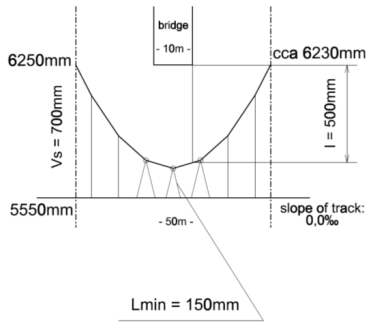 bridge
- 10m -
6250mm
cca 6230mm
Vs = 700mm
l = 500mm
5550mm
- 50m -
slope of track:
0,0‰
Lmin = 150mm